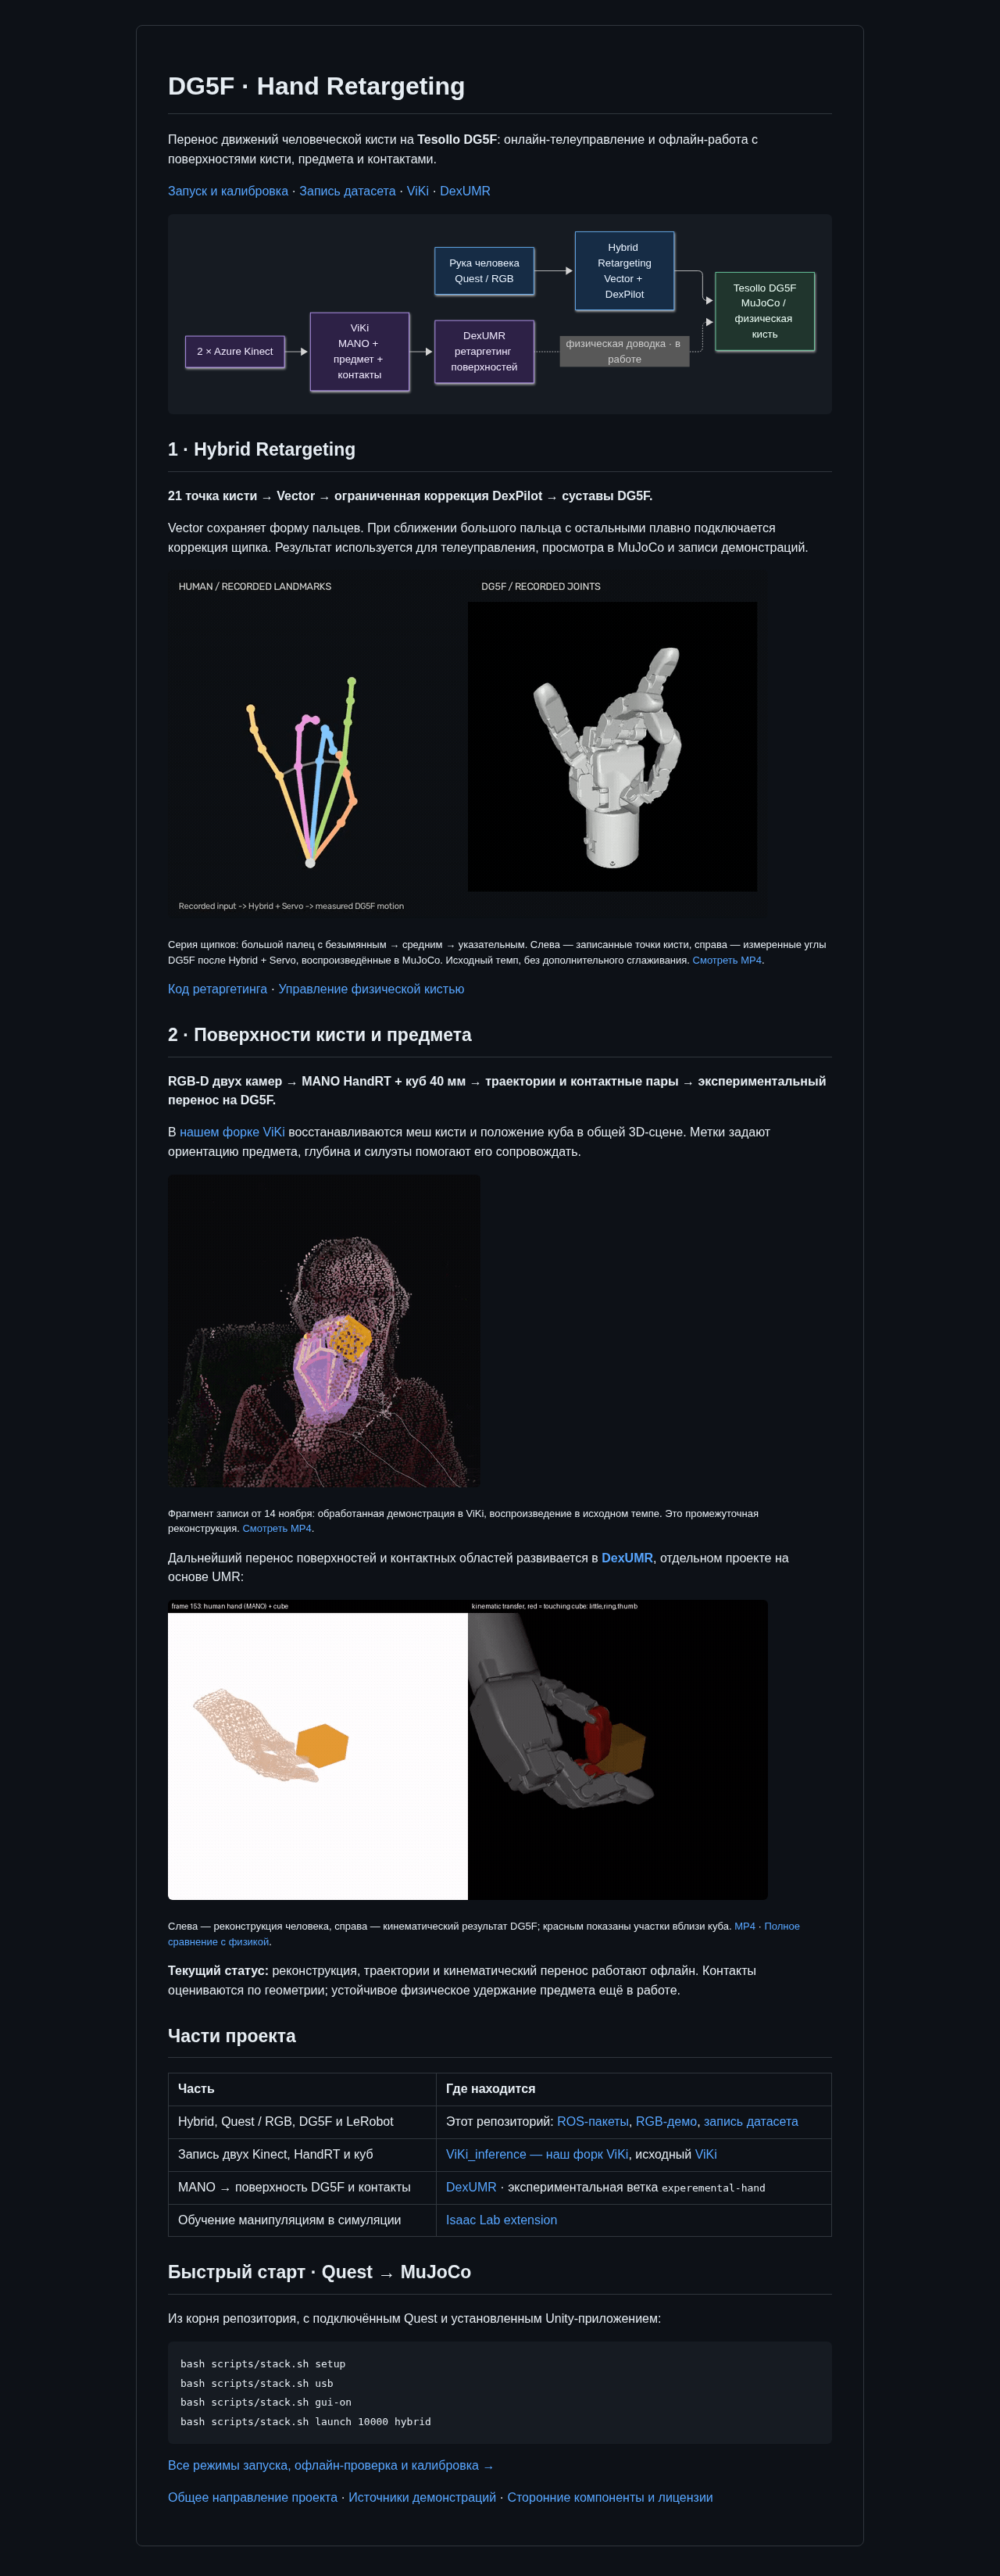 DG5F · Hand Retargeting
Перенос движений человеческой кисти на Tesollo DG5F: онлайн-телеуправление и офлайн-работа с
поверхностями кисти, предмета и контактами.
Запуск и калибровка · Запись датасета · ViKi · DexUMR
Рука человека
Quest / RGB
Hybrid
Retargeting
Vector +
DexPilot
Tesollo DG5F
MuJoCo /
физическая
кисть
2 × Azure Kinect
ViKi
MANO +
предмет +
контакты
DexUMR
ретаргетинг
поверхностей
физическая доводка · в
работе
1 · Hybrid Retargeting
21 точка кисти → Vector → ограниченная коррекция DexPilot → суставы DG5F.
Vector сохраняет форму пальцев. При сближении большого пальца с остальными плавно подключается
коррекция щипка. Результат используется для телеуправления, просмотра в MuJoCo и записи демонстраций.
HUMAN / RECORDED LANDMARKS
DG5F / RECORDED JOINTS
Recorded input -> Hybrid + Servo -> measured DG5F motion
Серия щипков: большой палец с безымянным → средним → указательным. Слева — записанные точки кисти, справа — измеренные углы
DG5F после Hybrid + Servo, воспроизведённые в MuJoCo. Исходный темп, без дополнительного сглаживания. Смотреть MP4.
Код ретаргетинга · Управление физической кистью
2 · Поверхности кисти и предмета
RGB-D двух камер → MANO HandRT + куб 40 мм → траектории и контактные пары → экспериментальный
перенос на DG5F.
В нашем форке ViKi восстанавливаются меш кисти и положение куба в общей 3D-сцене. Метки задают
ориентацию предмета, глубина и силуэты помогают его сопровождать.
Фрагмент записи от 14 ноября: обработанная демонстрация в ViKi, воспроизведение в исходном темпе. Это промежуточная
реконструкция. Смотреть MP4.
Дальнейший перенос поверхностей и контактных областей развивается в DexUMR, отдельном проекте на
основе UMR:
frame 153: human hand (MANO) + cube
kinematic transfer, red = touching cube: little,ring,thumb
Слева — реконструкция человека, справа — кинематический результат DG5F; красным показаны участки вблизи куба. MP4 · Полное
сравнение с физикой.
Текущий статус: реконструкция, траектории и кинематический перенос работают офлайн. Контакты
оцениваются по геометрии; устойчивое физическое удержание предмета ещё в работе.
Части проекта
Часть
Где находится
Hybrid, Quest / RGB, DG5F и LeRobot
Этот репозиторий: ROS-пакеты, RGB-демо, запись датасета
Запись двух Kinect, HandRT и куб
ViKi_inference — наш форк ViKi, исходный ViKi
MANO → поверхность DG5F и контакты
DexUMR · экспериментальная ветка experemental-hand
Обучение манипуляциям в симуляции
Isaac Lab extension
Быстрый старт · Quest → MuJoCo
Из корня репозитория, с подключённым Quest и установленным Unity-приложением:
bash scripts/stack.sh setup
bash scripts/stack.sh usb
bash scripts/stack.sh gui-on
bash scripts/stack.sh launch 10000 hybrid
Все режимы запуска, офлайн-проверка и калибровка →
Общее направление проекта · Источники демонстраций · Сторонние компоненты и лицензии